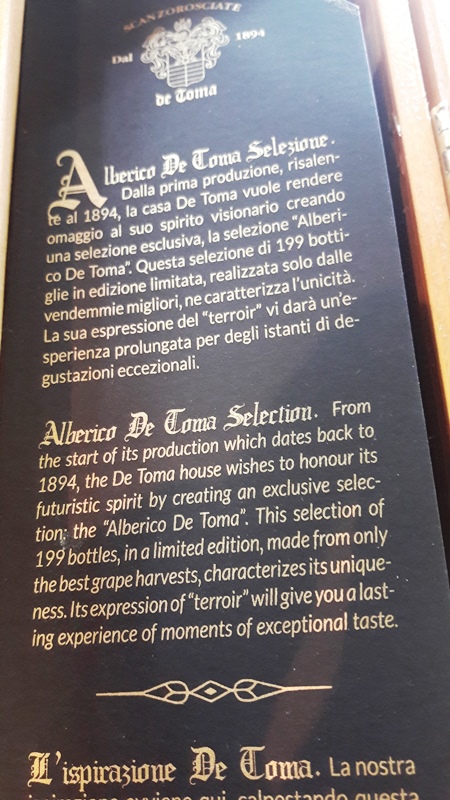 SCANZOROSCIATE
Dal 1894
de Toma
Alberico De Toma Selezione.
Dalla prima produzione, risalen-
te al 1894, la casa De Toma vuole rendere
omaggio al suo spirito visionario creando
una selezione esclusiva, la selezione “Alberi-
co De Toma”. Questa selezione di 199 botti-
glie in edizione limitata, realizzata solo dalle
vendemmie migliori, ne caratterizza l'unicità.
La sua espressione del “terroir” vi darà un'e-
sperienza prolungata per degli istanti di de-
gustazioni eccezionali.
Alberico De Toma Selection. From
the start of its production which dates back to
1894, the De Toma house wishes to honour its
futuristic spirit by creating an exclusive selec-
tion: the “Alberico De Toma”. This selection of
199 bottles, in a limited edition, made from only
the best grape harvests, characterizes its unique-
ness. Its expression of “terroir” will give you a last-
ing experience of moments of exceptional taste.
L'ispirazione De Toma. La nostra
ispirazione avviene qui, calpestando questa